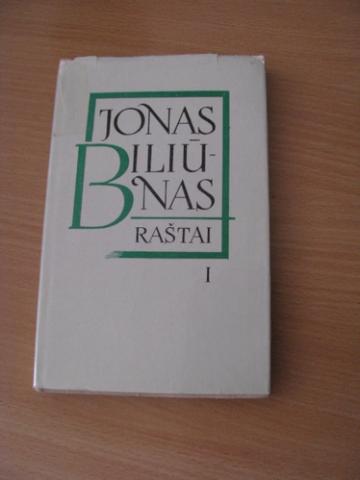 JONAS
BILIŪ-
NAS
RAŠTAI
I